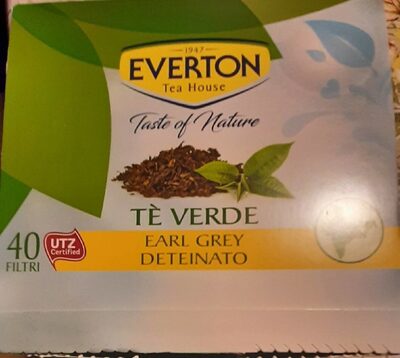 1947
EVERTON
Tea House
Taste of Nature
TÈ VERDE
EARL GREY
DETEINATO
40
FILTRI
UTZ
Certified